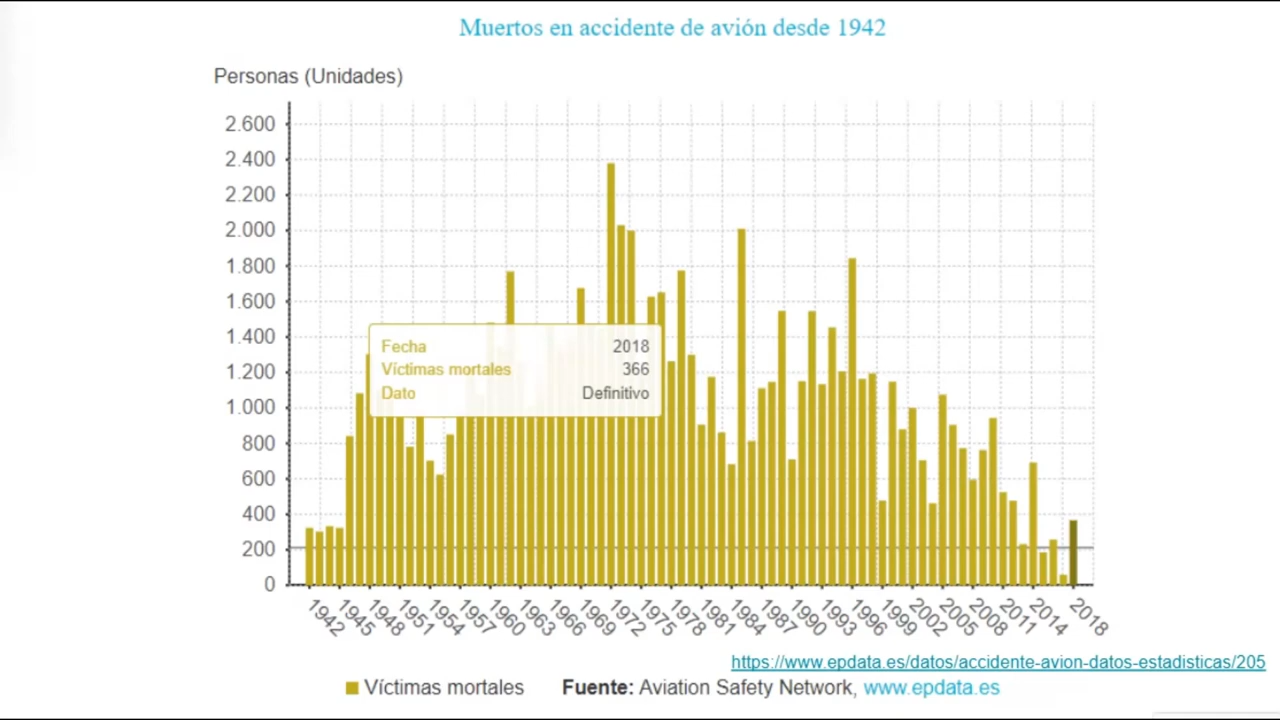 Muertos en accidente de avión desde 1942
Personas (Unidades)
2.600
2.400
2.200
2.000
1.800
1.600
1.400
1.200
1.000
800
600
400
200
0
Fecha 2018
Víctimas mortales 366
Dato Definitivo
1942 1945 1948 1951 1954 1957 1960 1963 1966 1969 1972 1975 1978 1981 1984 1987 1990 1993 1996 1999 2002 2005 2008 2011 2014 2018
https://www.epdata.es/datos/accidente-avion-datos-estadisticas/205
Víctimas mortales Fuente: Aviation Safety Network, www.epdata.es